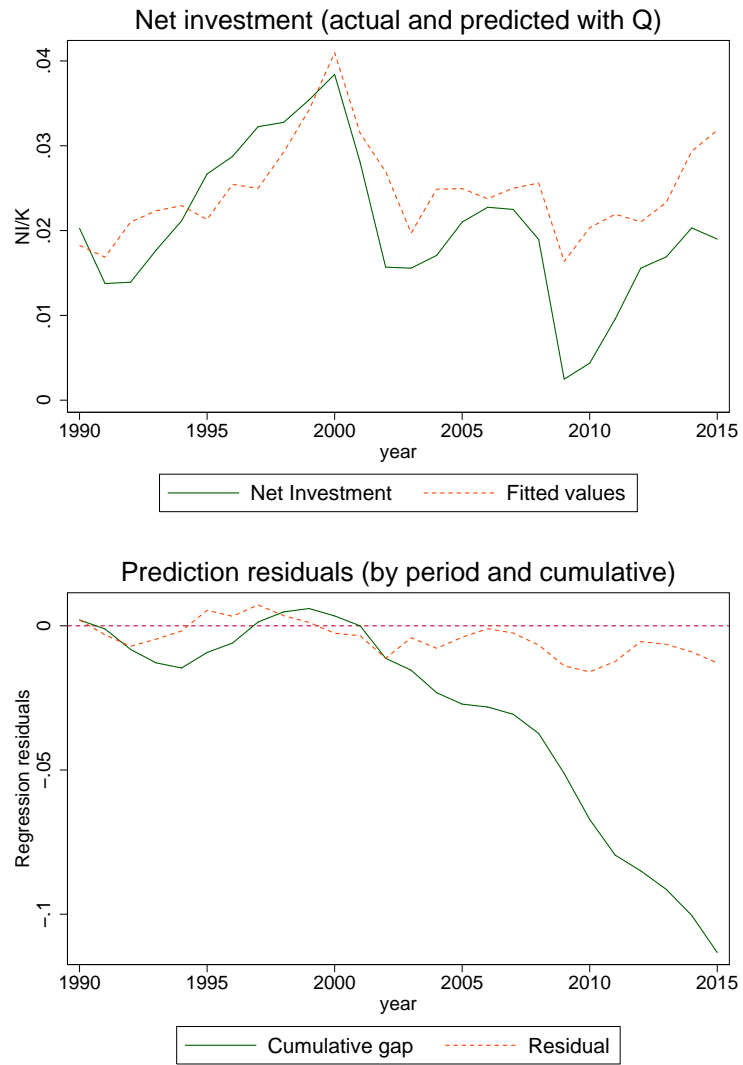 Net investment (actual and predicted with Q)
NI/K
.04
.03
.02
.01
0
1990 1995 2000 2005 2010 2015
year
Net Investment Fitted values
Prediction residuals (by period and cumulative)
Regression residuals
0
-.05
-.1
1990 1995 2000 2005 2010 2015
year
Cumulative gap Residual